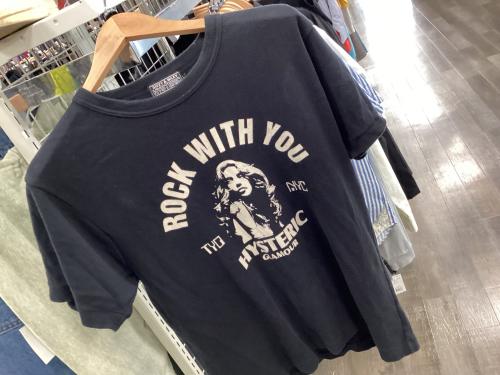 ROCK WITH YOU
TYO NYC
HYSTERIC
GLAMOUR